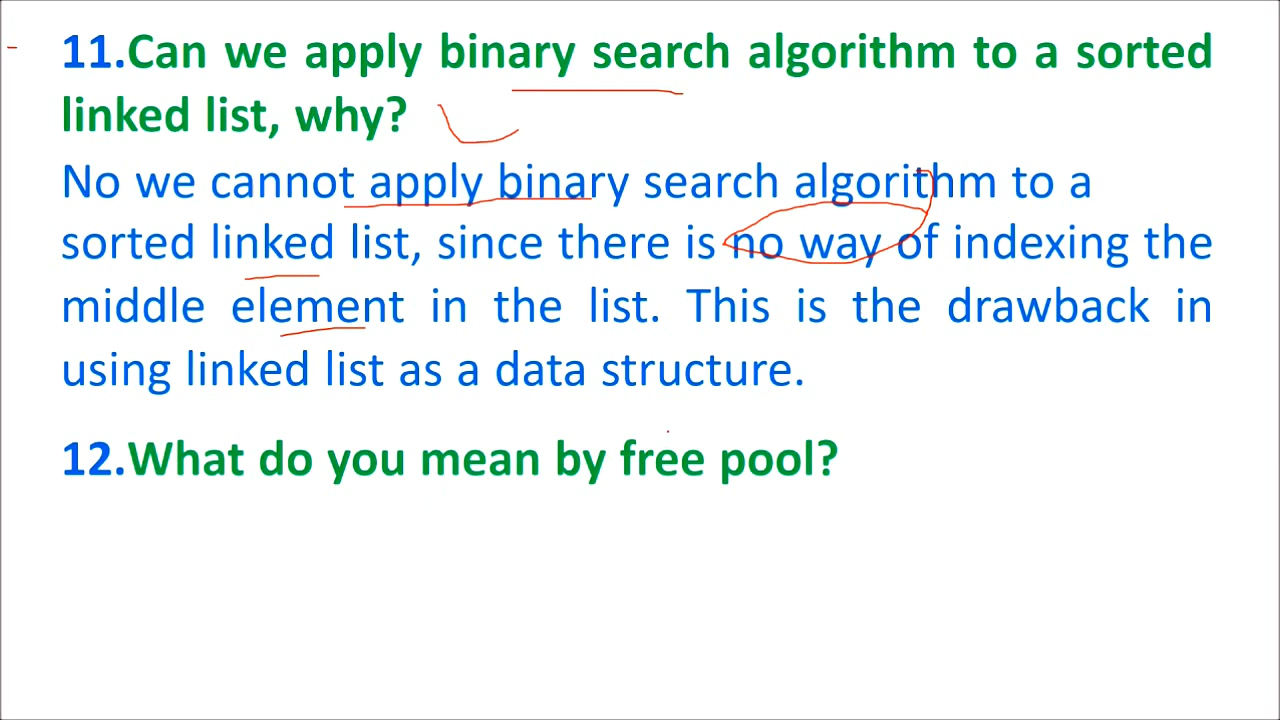 11.Can we apply binary search algorithm to a sorted
linked list, why?
No we cannot apply binary search algorithm to a
sorted linked list, since there is no way of indexing the
middle element in the list. This is the drawback in
using linked list as a data structure.
12.What do you mean by free pool?